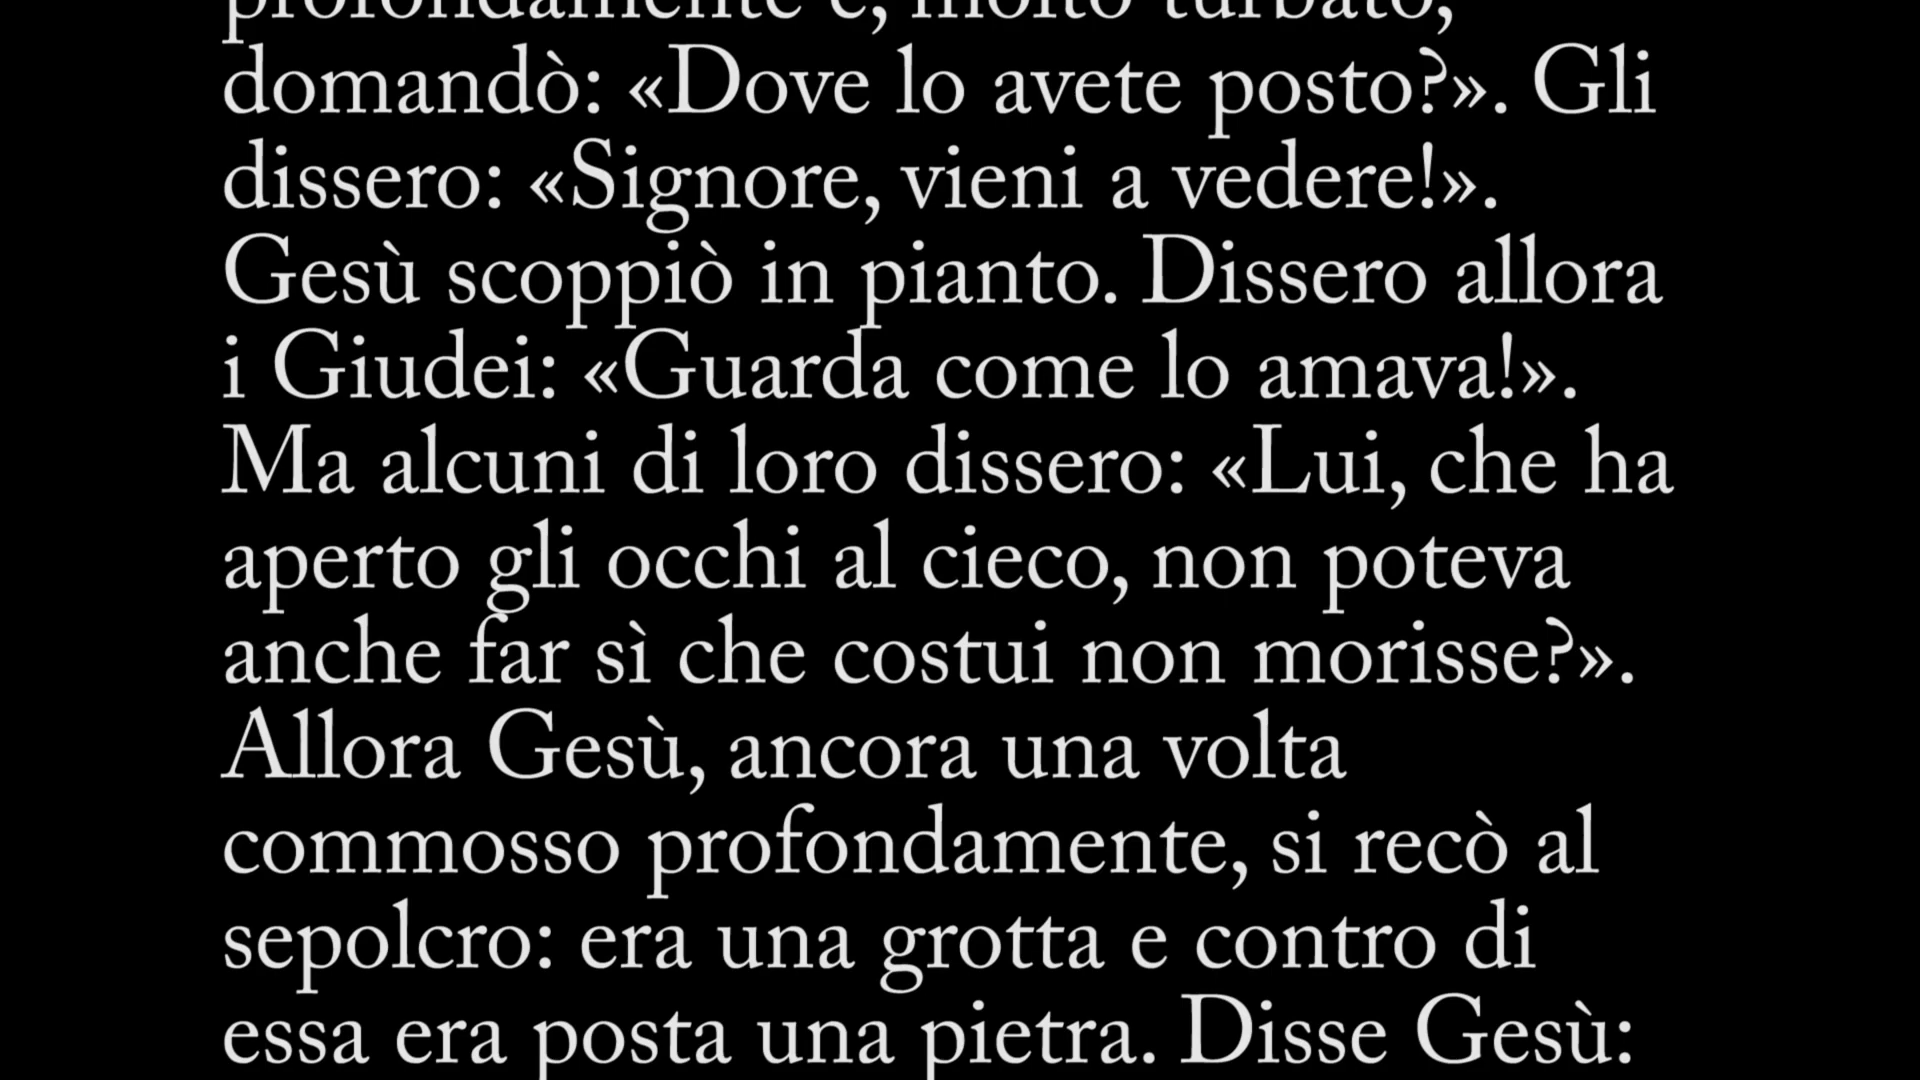 profondamente e, molto turbato,
domandò: «Dove lo avete posto?». Gli
dissero: «Signore, vieni a vedere!».
Gesù scoppiò in pianto. Dissero allora
i Giudei: «Guarda come lo amava!».
Ma alcuni di loro dissero: «Lui, che ha
aperto gli occhi al cieco, non poteva
anche far sì che costui non morisse?».
Allora Gesù, ancora una volta
commosso profondamente, si recò al
sepolcro: era una grotta e contro di
essa era posta una pietra. Disse Gesù: